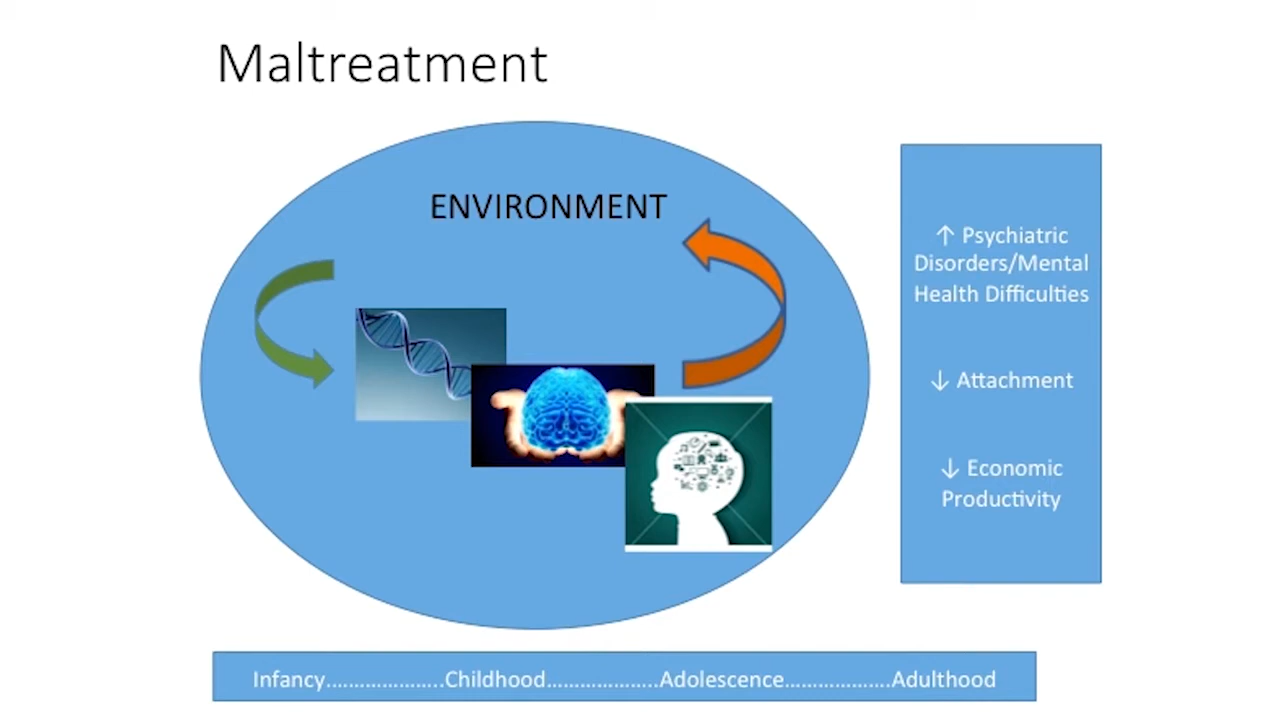 Maltreatment
ENVIRONMENT
↑ Psychiatric
Disorders/Mental
Health Difficulties
↓ Attachment
↓ Economic
Productivity
Infancy......................Childhood......................Adolescence.....................Adulthood